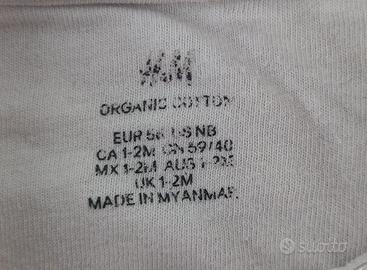 H&M
ORGANIC COTTON
EUR 56 US NB
CA 1-2M CN 59/40
MX 1-2M AUS 1-2M
UK 1-2M
MADE IN MYANMAR.
subito